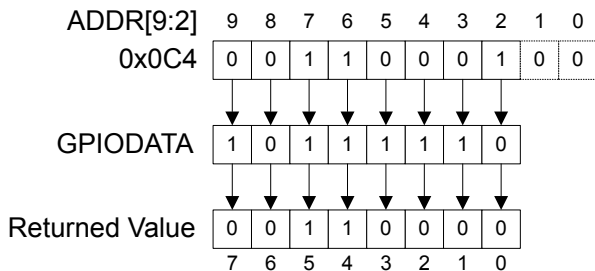 ADDR[9:2] 9 8 7 6 5 4 3 2 1 0
0x0C4 0 0 1 1 0 0 0 1 0 0
GPIODATA 1 0 1 1 1 1 1 0
Returned Value 0 0 1 1 0 0 0 0
7 6 5 4 3 2 1 0